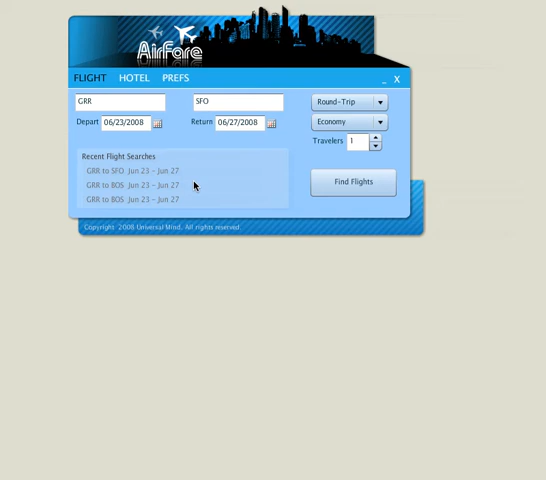 AirFare
FLIGHT HOTEL PREFS
_ X
GRR SFO Round-Trip
Depart 06/23/2008 Return 06/27/2008 Economy
Travelers 1
Recent Flight Searches
GRR to SFO Jun 23 - Jun 27
GRR to BOS Jun 23 - Jun 27
GRR to BOS Jun 23 - Jun 27
Find Flights
Copyright 2008 Universal Mind. All rights reserved.